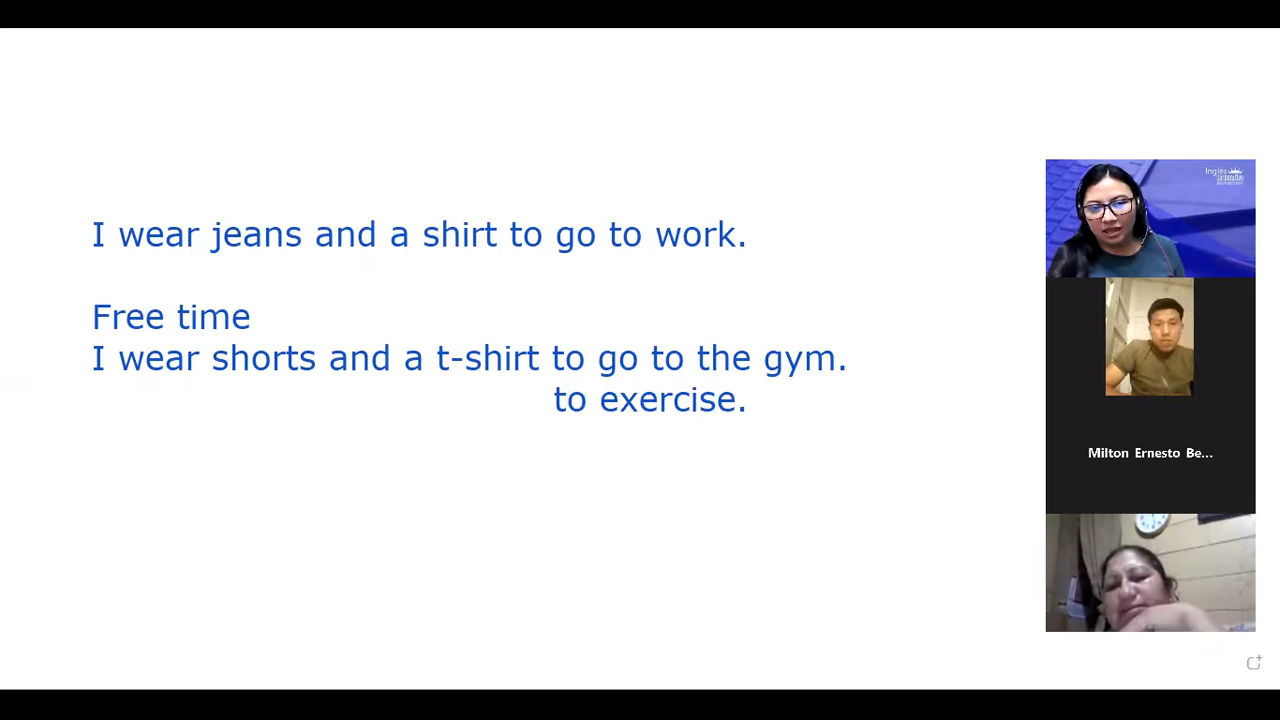 I wear jeans and a shirt to go to work.
Free time
I wear shorts and a t-shirt to go to the gym.
to exercise.
Ingles
Milton Ernesto Be...